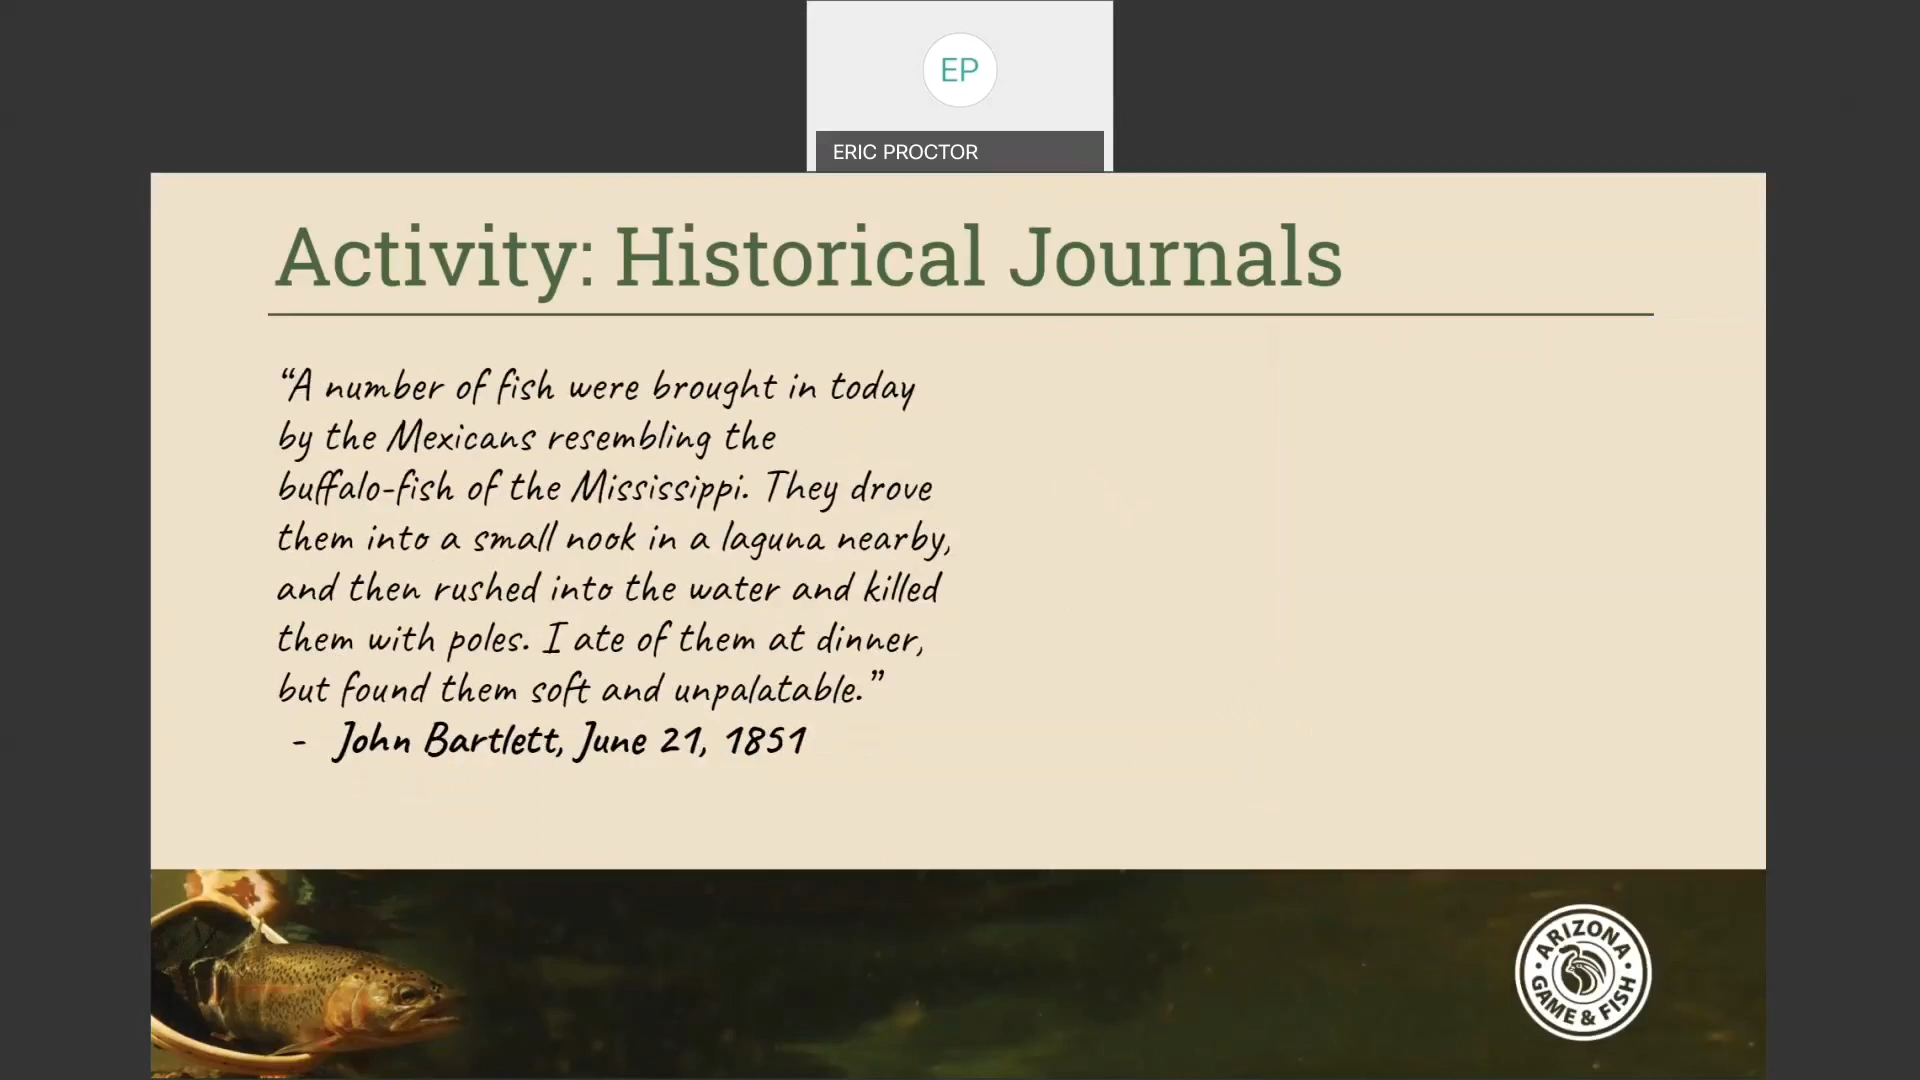 EP
ERIC PROCTOR
Activity: Historical Journals
“A number of fish were brought in today
by the Mexicans resembling the
buffalo-fish of the Mississippi. They drove
them into a small nook in a laguna nearby,
and then rushed into the water and killed
them with poles. I ate of them at dinner,
but found them soft and unpalatable.”
- John Bartlett, June 21, 1851
ARIZONA
GAME & FISH